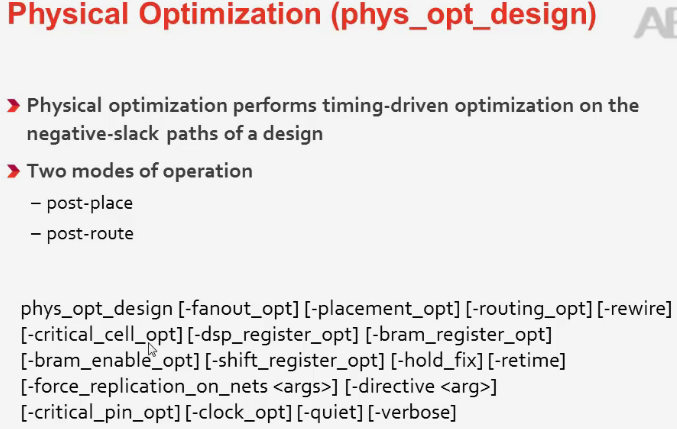 Physical Optimization (phys_opt_design)
Physical optimization performs timing-driven optimization on the
negative-slack paths of a design
Two modes of operation
– post-place
– post-route
phys_opt_design [-fanout_opt] [-placement_opt] [-routing_opt] [-rewire]
[-critical_cell_opt] [-dsp_register_opt] [-bram_register_opt]
[-bram_enable_opt] [-shift_register_opt] [-hold_fix] [-retime]
[-force_replication_on_nets <args>] [-directive <arg>]
[-critical_pin_opt] [-clock_opt] [-quiet] [-verbose]